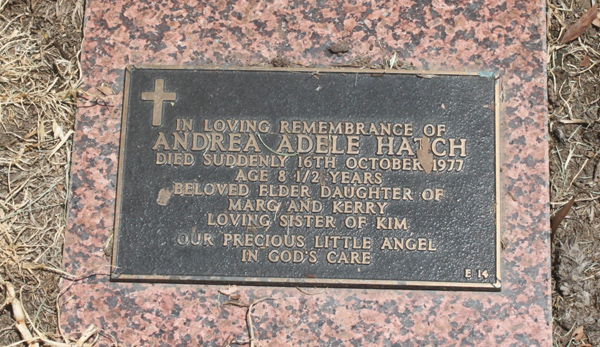 IN LOVING REMEMBRANCE OF
ANDREA ADELE HATCH
DIED SUDDENLY 16TH OCTOBER 1977
AGE 8 1/2 YEARS
BELOVED ELDER DAUGHTER OF
MARG AND KERRY
LOVING SISTER OF KIM
OUR PRECIOUS LITTLE ANGEL
IN GOD'S CARE
E 14